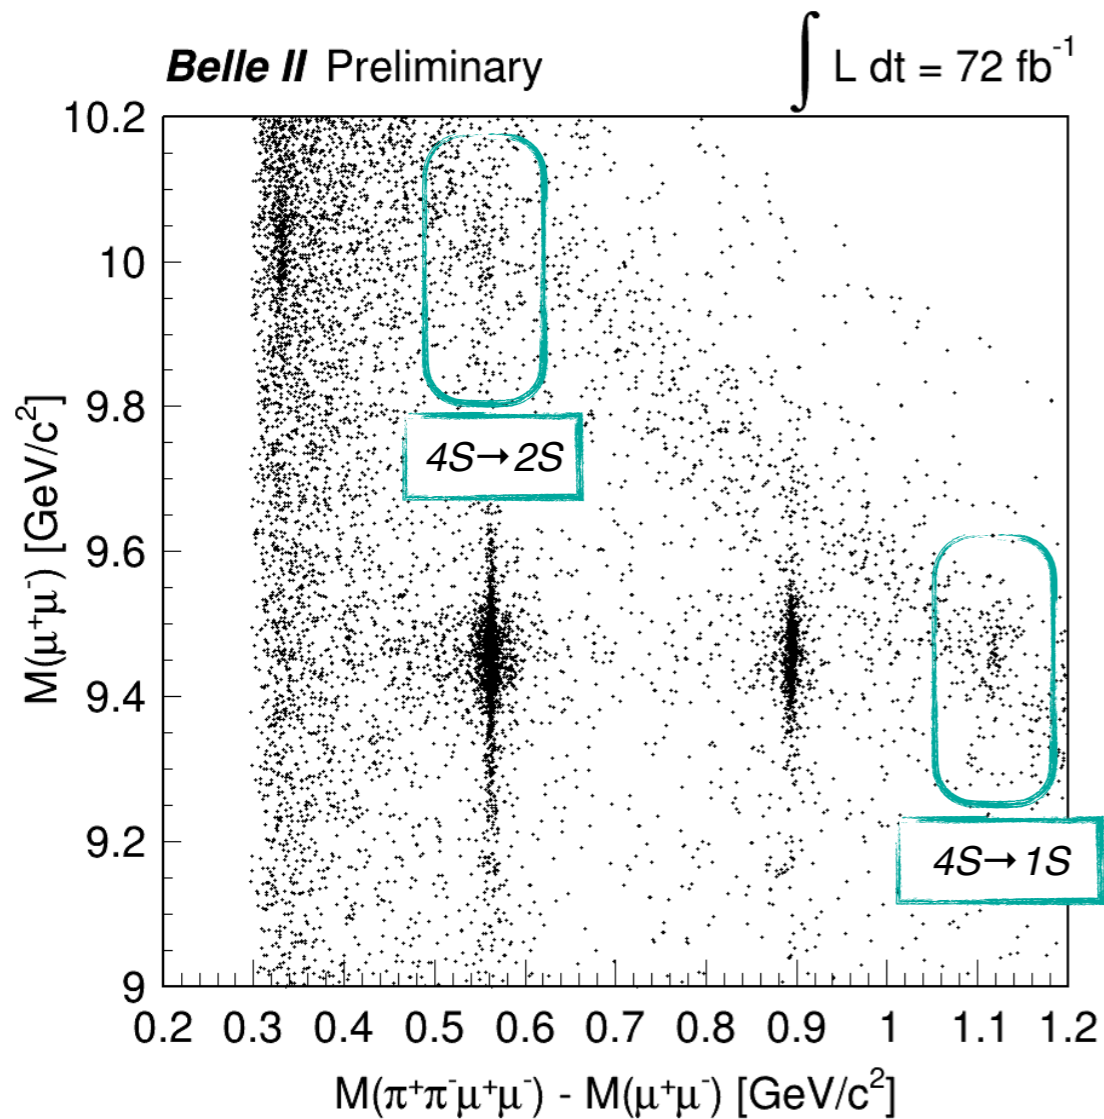 Belle II Preliminary
∫ L dt = 72 fb⁻¹
10.2
10
9.8
9.6
9.4
9.2
9
M(μ⁺μ⁻) [GeV/c²]
4S→2S
4S→1S
0.2 0.3 0.4 0.5 0.6 0.7 0.8 0.9 1 1.1 1.2
M(π⁺π⁻μ⁺μ⁻) - M(μ⁺μ⁻) [GeV/c²]